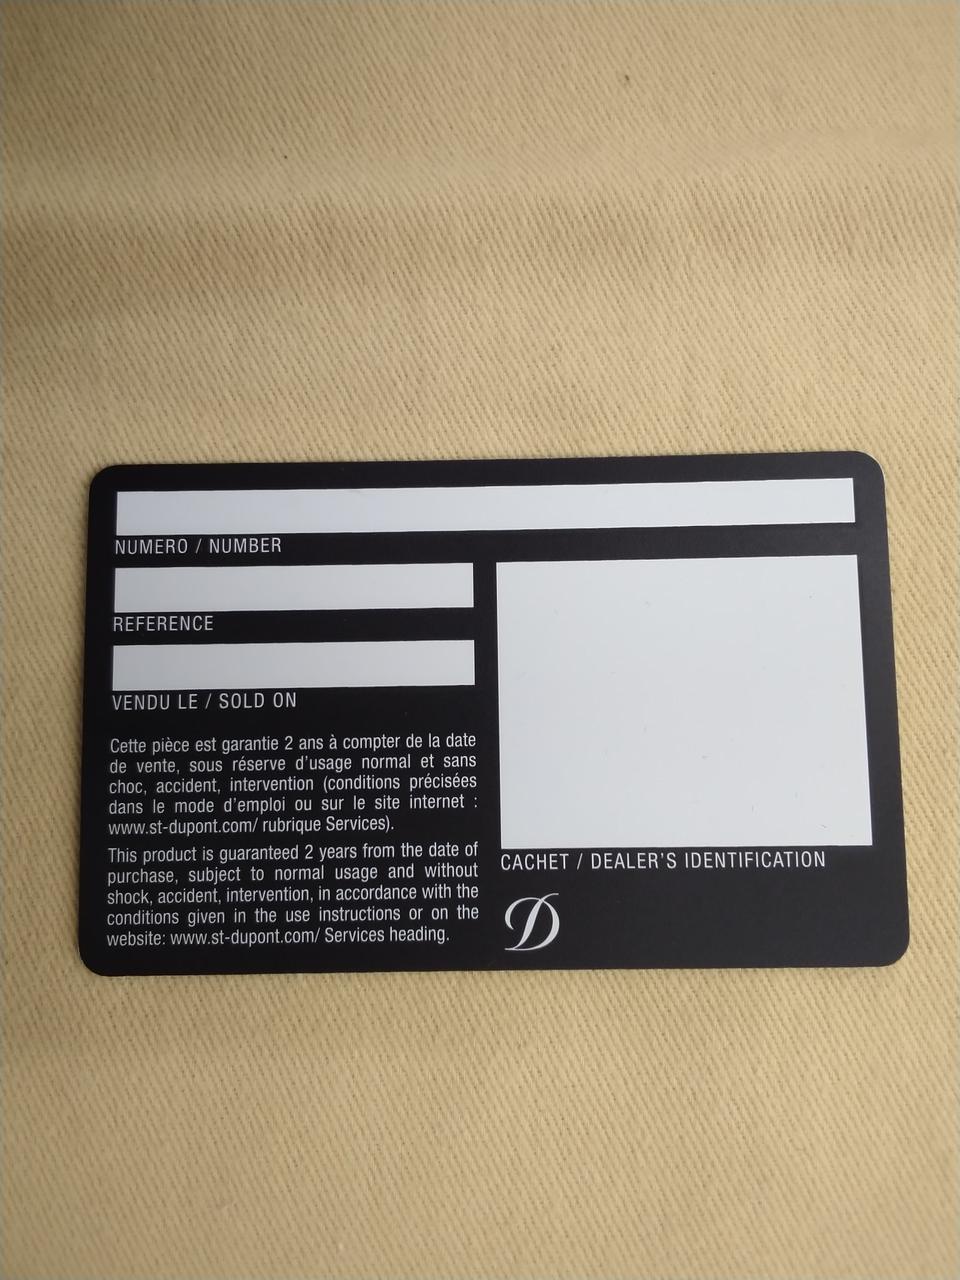 NUMERO / NUMBER
REFERENCE
VENDU LE / SOLD ON
Cette pièce est garantie 2 ans à compter de la date
de vente, sous réserve d'usage normal et sans
choc, accident, intervention (conditions précisées
dans le mode d'emploi ou sur le site internet :
www.st-dupont.com/ rubrique Services).
This product is guaranteed 2 years from the date of
purchase, subject to normal usage and without
shock, accident, intervention, in accordance with the
conditions given in the use instructions or on the
website: www.st-dupont.com/ Services heading.
CACHET / DEALER'S IDENTIFICATION
D